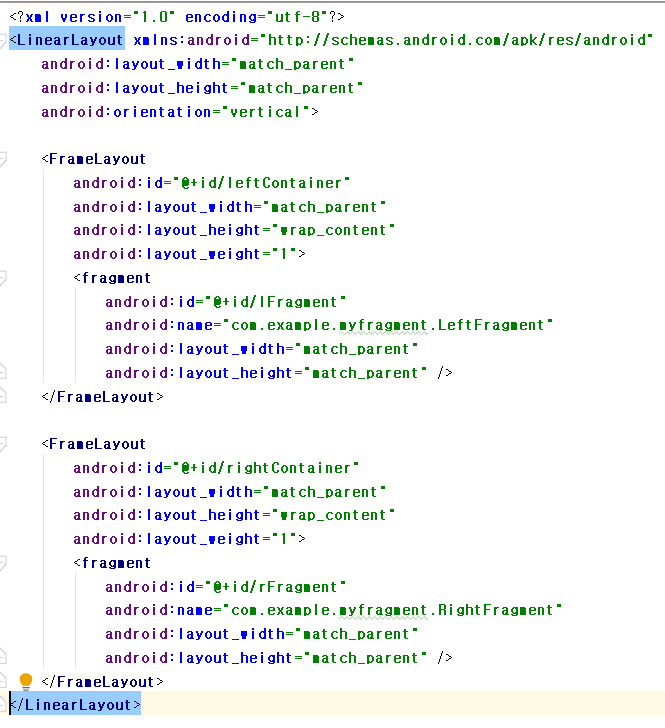 <?xml version="1.0" encoding="utf-8"?>
<LinearLayout xmlns:android="http://schemas.android.com/apk/res/android"
    android:layout_width="match_parent"
    android:layout_height="match_parent"
    android:orientation="vertical">

    <FrameLayout
        android:id="@+id/leftContainer"
        android:layout_width="match_parent"
        android:layout_height="wrap_content"
        android:layout_weight="1">
        <fragment
            android:id="@+id/lFragment"
            android:name="com.example.myfragment.LeftFragment"
            android:layout_width="match_parent"
            android:layout_height="match_parent" />
    </FrameLayout>

    <FrameLayout
        android:id="@+id/rightContainer"
        android:layout_width="match_parent"
        android:layout_height="wrap_content"
        android:layout_weight="1">
        <fragment
            android:id="@+id/rFragment"
            android:name="com.example.myfragment.RightFragment"
            android:layout_width="match_parent"
            android:layout_height="match_parent" />
    </FrameLayout>
</LinearLayout>